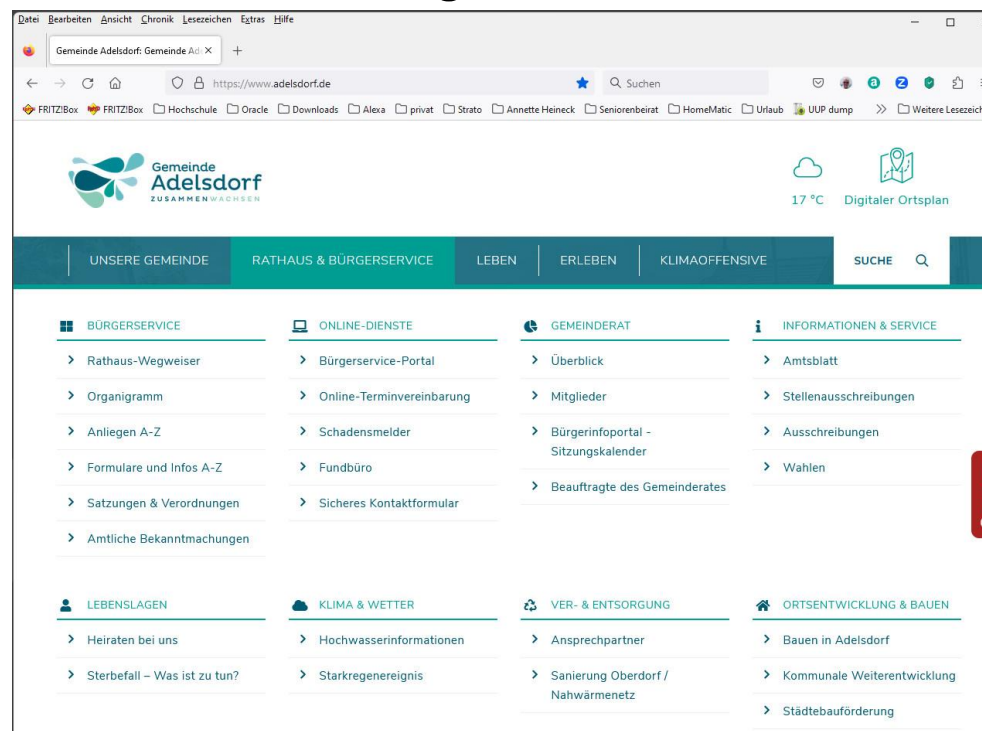 Datei Bearbeiten Ansicht Chronik Lesezeichen Extras Hilfe
Gemeinde Adelsdorf: Gemeinde Ad
https://www.adelsdorf.de
Suchen
FRITZ!Box FRITZ!Box Hochschule Oracle Downloads Alexa privat Strato Annette Heineck Seniorenbeirat HomeMatic Urlaub UUP dump Weitere Lesezeich
Gemeinde
Adelsdorf
ZUSAMMENWACHSEN
17 °C Digitaler Ortsplan
UNSERE GEMEINDE RATHAUS & BÜRGERSERVICE LEBEN ERLEBEN KLIMAOFFENSIVE SUCHE
BÜRGERSERVICE
Rathaus-Wegweiser
Organigramm
Anliegen A-Z
Formulare und Infos A-Z
Satzungen & Verordnungen
Amtliche Bekanntmachungen
ONLINE-DIENSTE
Bürgerservice-Portal
Online-Terminvereinbarung
Schadensmelder
Fundbüro
Sicheres Kontaktformular
GEMEINDERAT
Überblick
Mitglieder
Bürgerinfoportal -
Sitzungskalender
Beauftragte des Gemeinderates
INFORMATIONEN & SERVICE
Amtsblatt
Stellenausschreibungen
Ausschreibungen
Wahlen
LEBENSLAGEN
Heiraten bei uns
Sterbefall – Was ist zu tun?
KLIMA & WETTER
Hochwasserinformationen
Starkregenereignis
VER- & ENTSORGUNG
Ansprechpartner
Sanierung Oberdorf /
Nahwärmenetz
ORTSENTWICKLUNG & BAUEN
Bauen in Adelsdorf
Kommunale Weiterentwicklung
Städtebauförderung